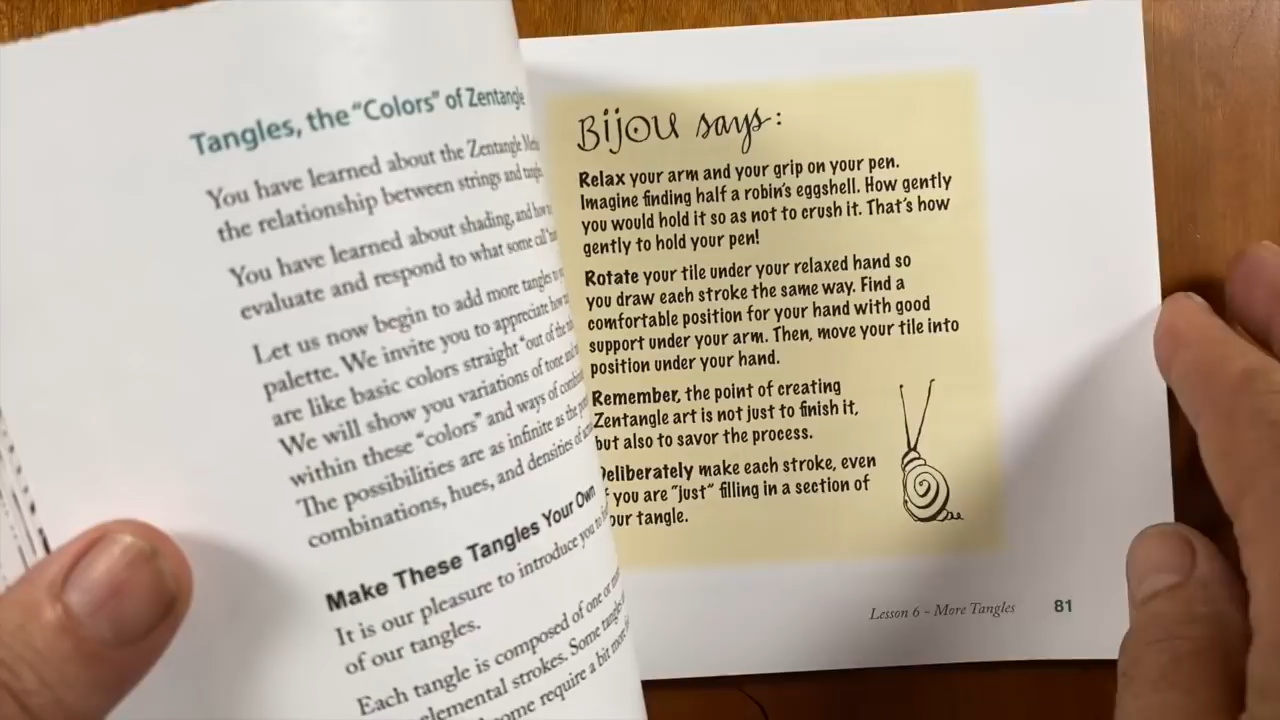 Tangles, the "Colors" of Zentangle
You have learned about the Zentangle
the relationship between strings and
You have learned about shading, and how
evaluate and respond to what some call
Let us now begin to add more tangles
palette. We invite you to appreciate how
are like basic colors straight "out of the
We will show you variations of tone and
within these "colors" and ways of
The possibilities are as infinite as the
combinations, hues, and densities of
Make These Tangles Your Own
It is our pleasure to introduce you to
of our tangles.
Each tangle is composed of one or
elemental strokes. Some tangles
some require a bit more
Bijou says:
Relax your arm and your grip on your pen.
Imagine finding half a robin's eggshell. How gently
you would hold it so as not to crush it. That's how
gently to hold your pen!
Rotate your tile under your relaxed hand so
you draw each stroke the same way. Find a
comfortable position for your hand with good
support under your arm. Then, move your tile into
position under your hand.
Remember, the point of creating
Zentangle art is not just to finish it,
but also to savor the process.
Deliberately make each stroke, even
you are "just" filling in a section of
our tangle.
Lesson 6 - More Tangles 81